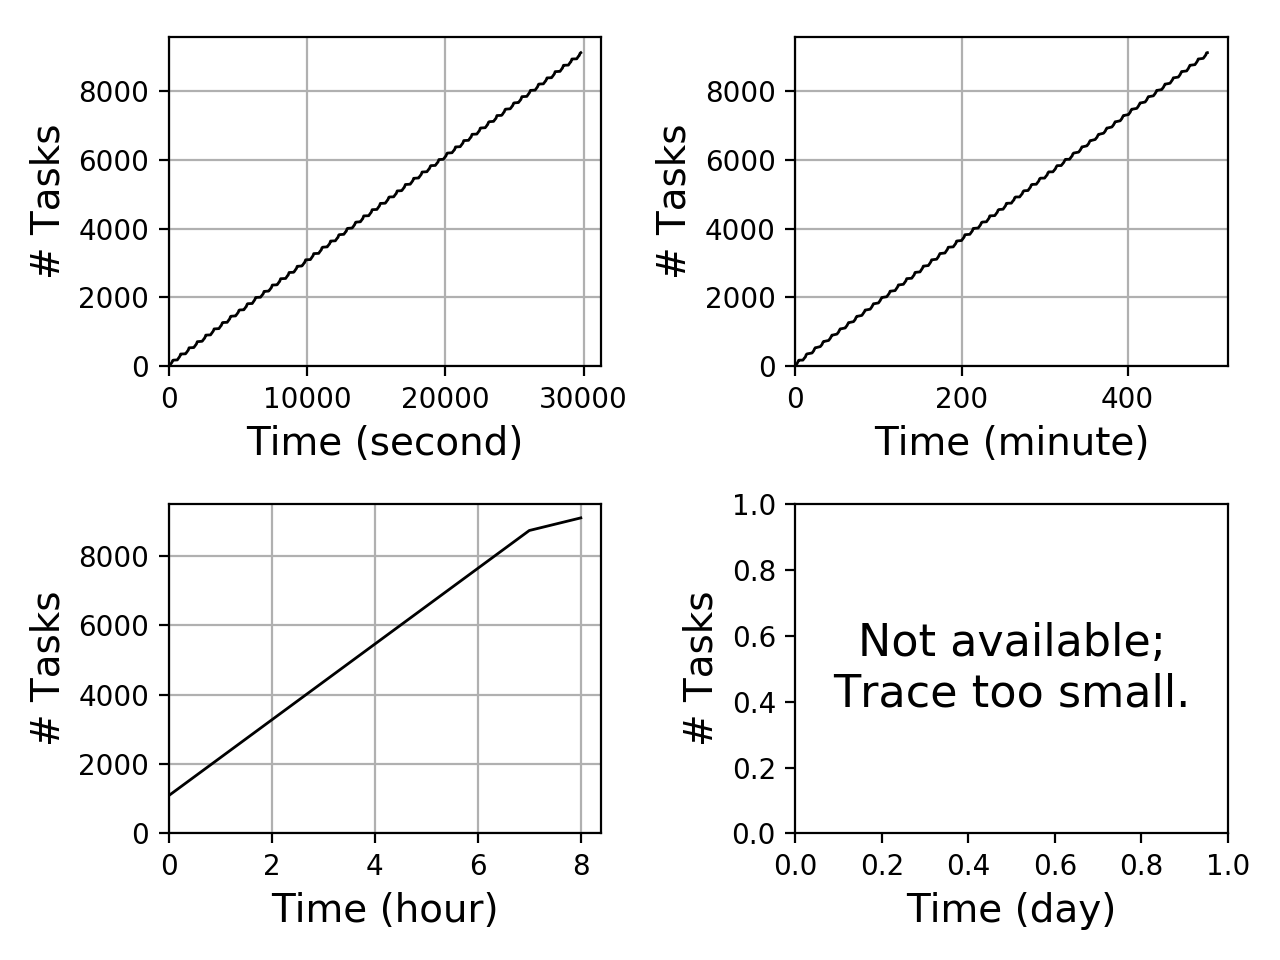 # Tasks
8000
6000
4000
2000
0
0 10000 20000 30000
Time (second)
# Tasks
8000
6000
4000
2000
0
0 200 400
Time (minute)
# Tasks
8000
6000
4000
2000
0
0 2 4 6 8
Time (hour)
# Tasks
1.0
0.8
0.6
0.4
0.2
0.0
Not available;
Trace too small.
0.0 0.2 0.4 0.6 0.8 1.0
Time (day)